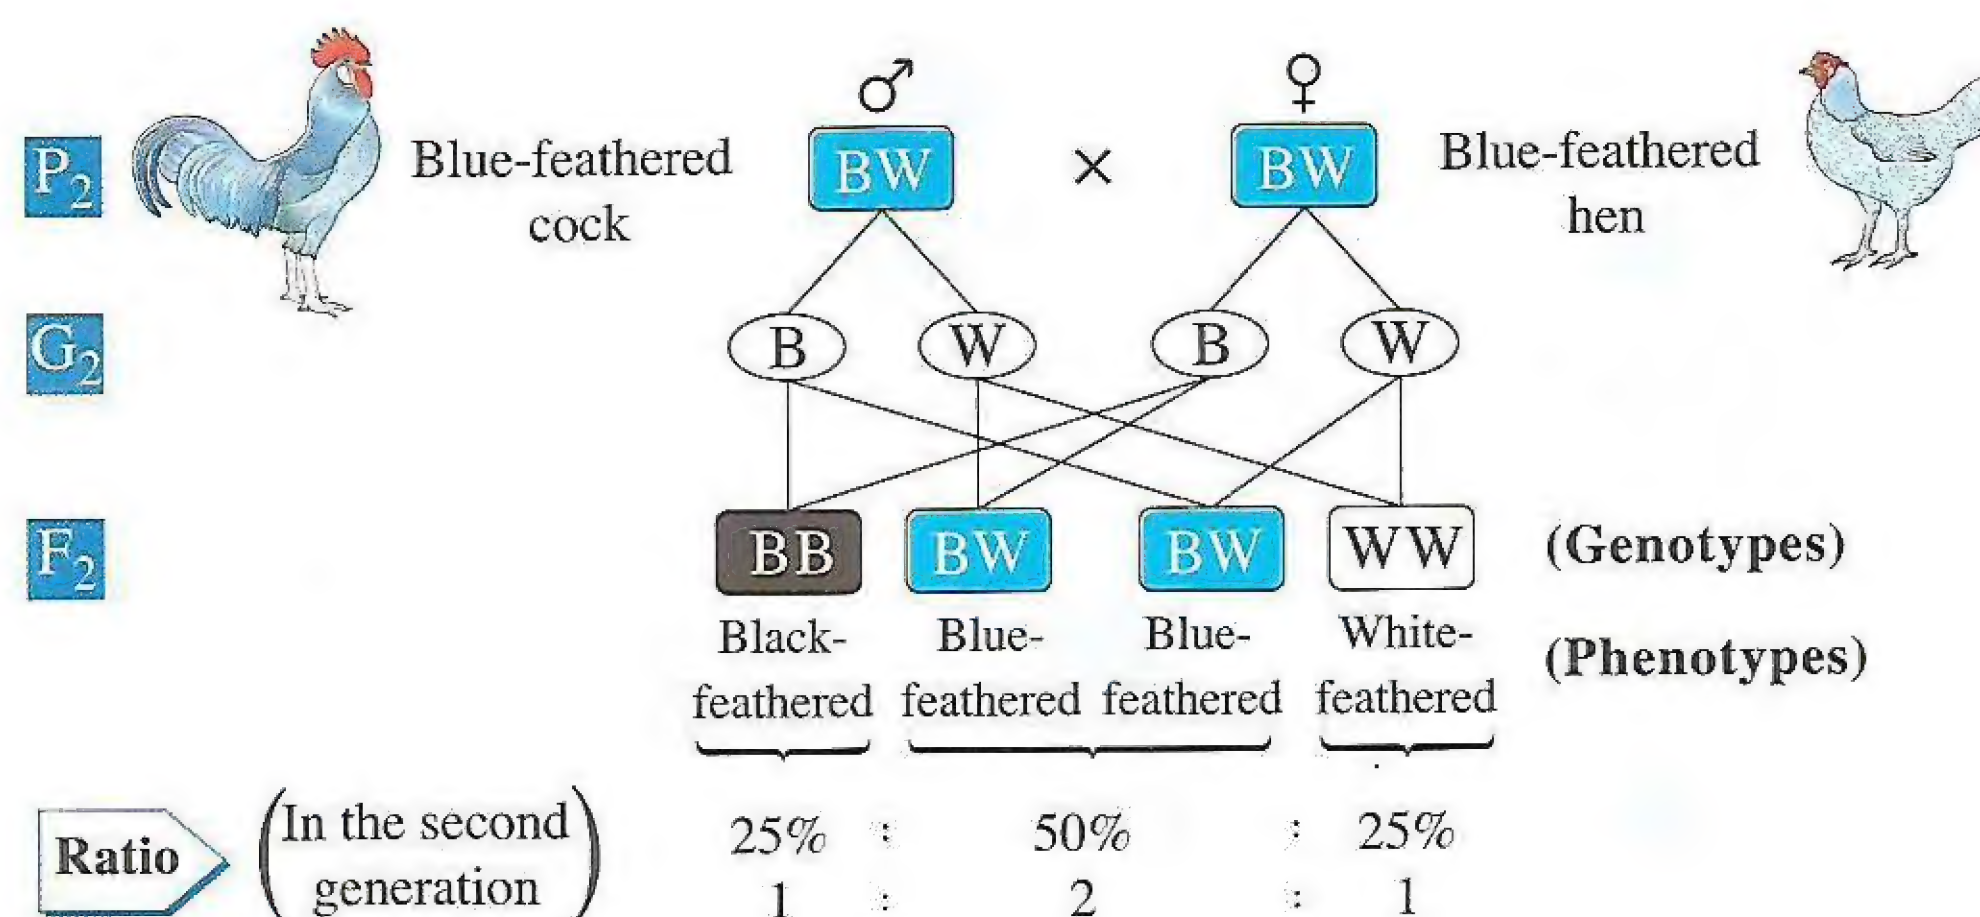 ♂ ♀
P₂ Blue-feathered cock BW × BW Blue-feathered hen
G₂ B W B W
F₂ BB BW BW WW (Genotypes)
Black-feathered Blue-feathered Blue-feathered White-feathered (Phenotypes)
Ratio (In the second generation)
25% : 50% : 25%
1 : 2 : 1